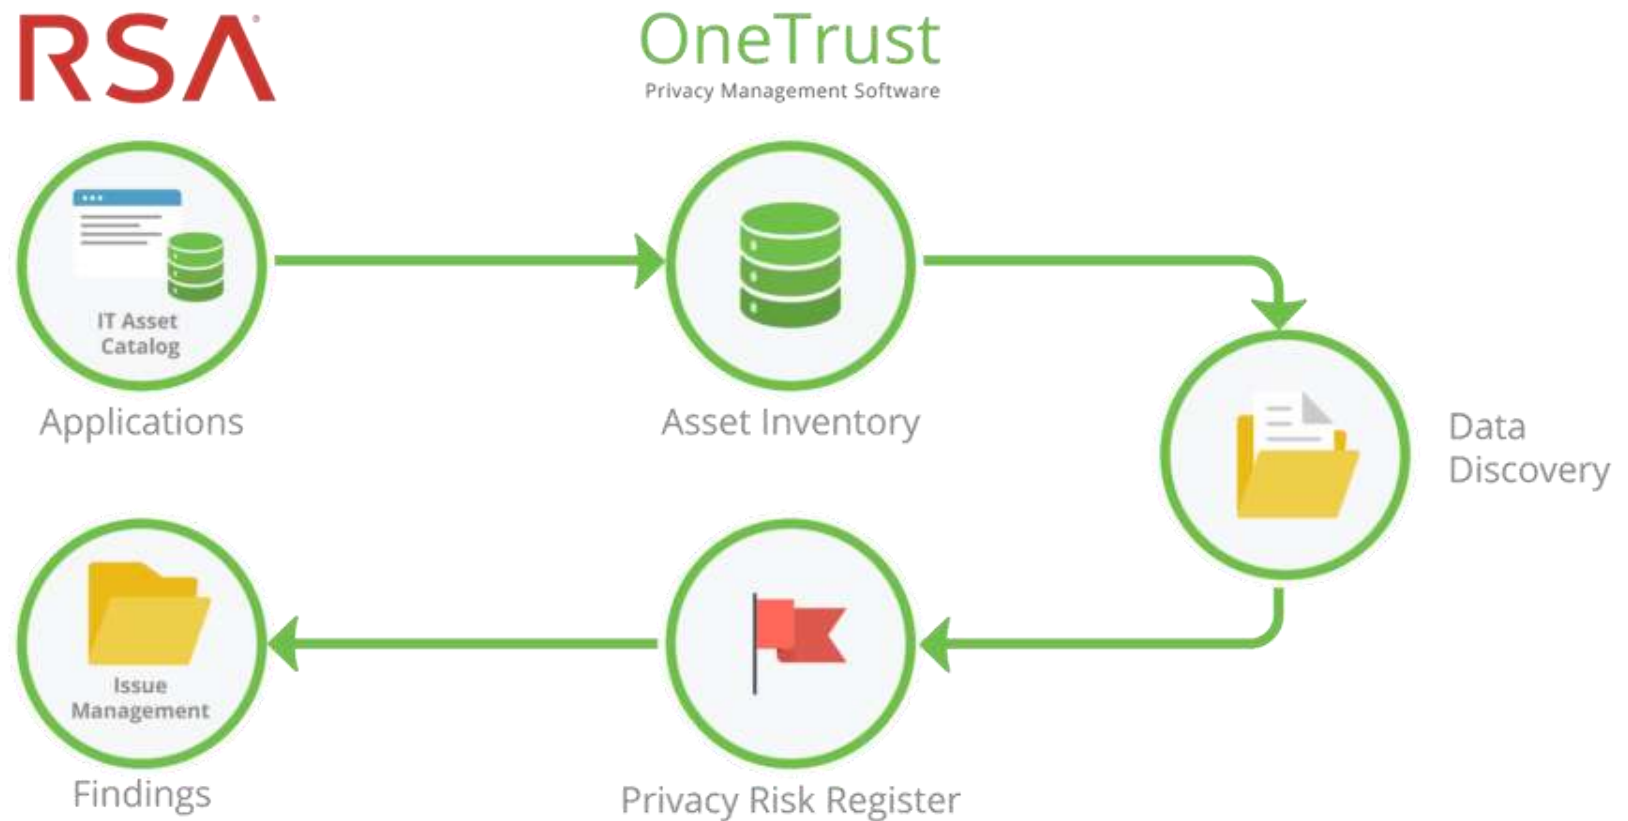 RSA®
OneTrust
Privacy Management Software
IT Asset
Catalog
Applications
Asset Inventory
Data
Discovery
Issue
Management
Findings
Privacy Risk Register